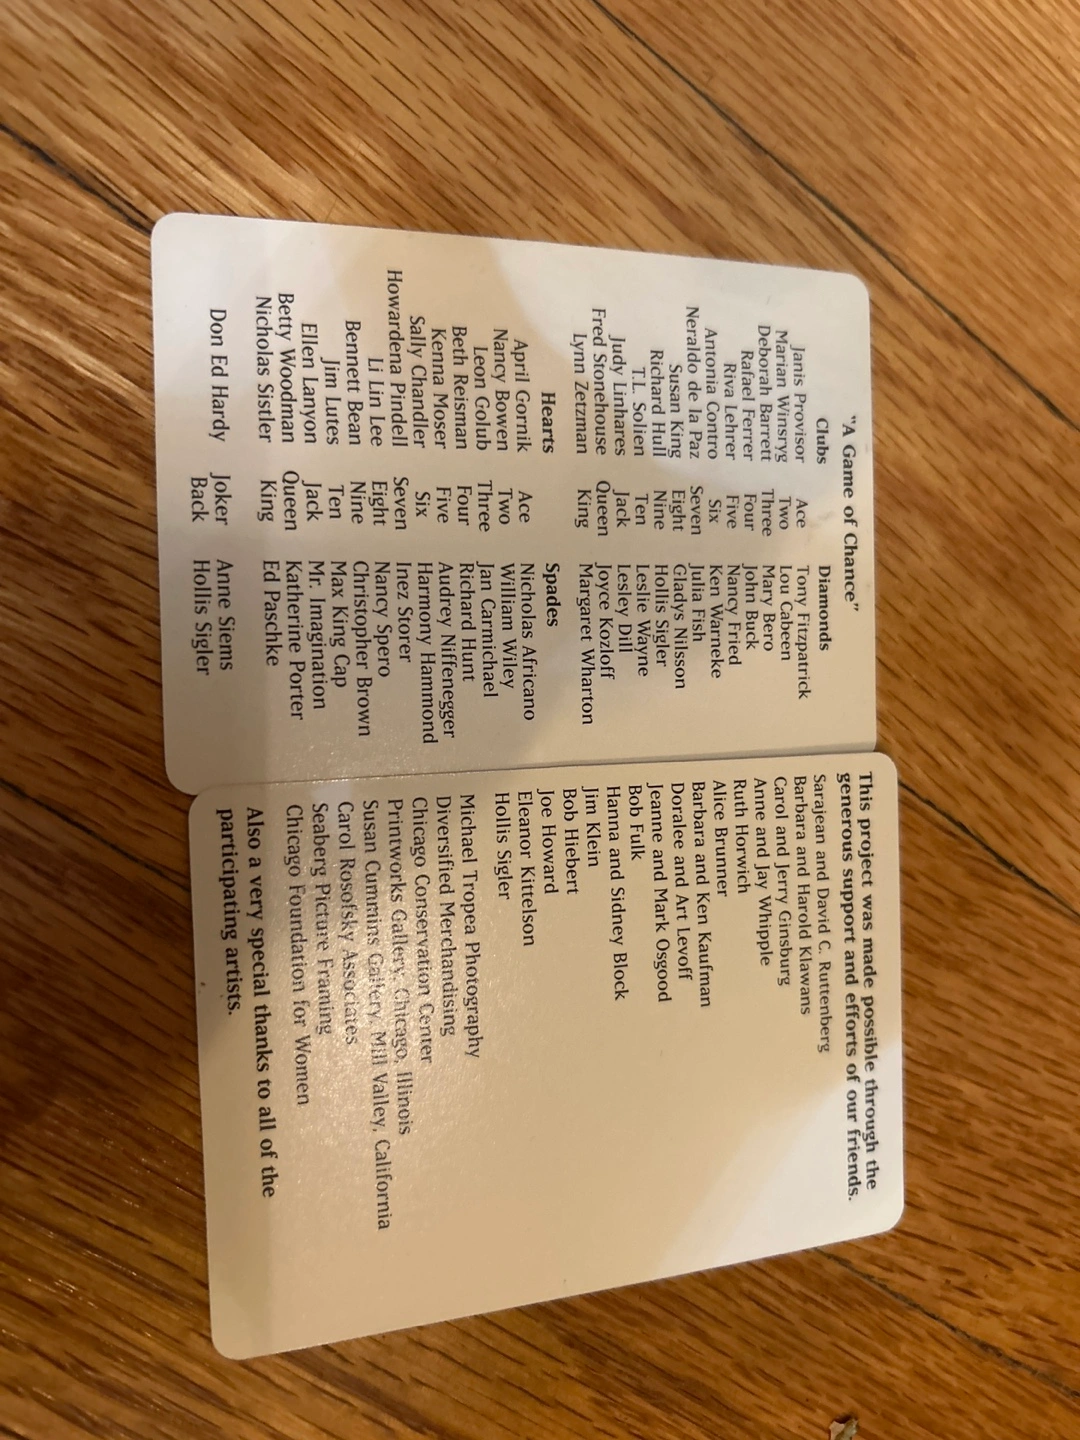 "A Game of Chance"
Clubs Diamonds
Janis Provisor Ace Tony Fitzpatrick
Marian Winsryg Two Lou Cabeen
Deborah Barrett Three Mary Bero
Rafael Ferrer Four John Buck
Riva Lehrer Five Nancy Fried
Antonia Contro Six Ken Warneke
Neraldo de la Paz Seven Julia Fish
Susan King Eight Gladys Nilsson
Richard Hull Nine Hollis Sigler
T.L. Solien Ten Leslie Wayne
Judy Linhares Jack Lesley Dill
Fred Stonehouse Queen Joyce Kozloff
Lynn Zetzman King Margaret Wharton
Hearts Spades
April Gornik Ace Nicholas Africano
Nancy Bowen Two William Wiley
Leon Golub Three Jan Carmichael
Beth Reisman Four Richard Hunt
Kenna Moser Five Audrey Niffenegger
Sally Chandler Six Harmony Hammond
Howardena Pindell Seven Inez Storer
Li Lin Lee Eight Nancy Spero
Bennett Bean Nine Christopher Brown
Jim Lutes Ten Max King Cap
Ellen Lanyon Jack Mr. Imagination
Betty Woodman Queen Katherine Porter
Nicholas Sistler King Ed Paschke
Don Ed Hardy Joker Anne Siems
Back Hollis Sigler
This project was made possible through the
generous support and efforts of our friends.
Sarajean and David C. Ruttenberg
Barbara and Harold Klawans
Carol and Jerry Ginsburg
Anne and Jay Whipple
Ruth Horwich
Alice Brunner
Barbara and Ken Kaufman
Doralee and Art Levoff
Jeanne and Mark Osgood
Bob Fulk
Hanna and Sidney Block
Jim Klein
Bob Hiebert
Joe Howard
Eleanor Kittelson
Hollis Sigler
Michael Tropea Photography
Diversified Merchandising
Chicago Conservation Center
Printworks Gallery, Chicago, Illinois
Susan Cummins Gallery, Mill Valley, California
Carol Rosofsky Associates
Seaberg Picture Framing
Chicago Foundation for Women
Also a very special thanks to all of the
participating artists.